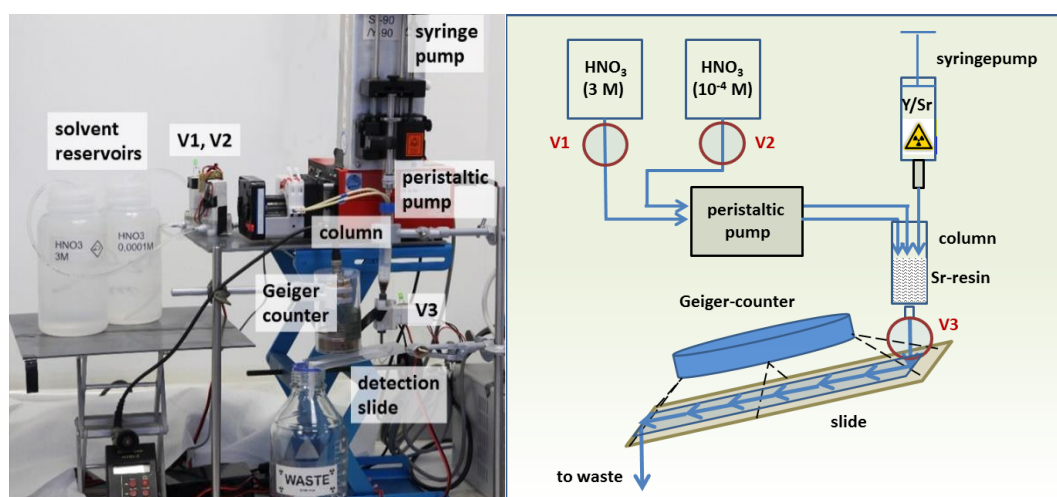 S -90
/Y-90
syringe
pump
solvent
reservoirs
V1, V2
peristaltic
pump
column
HNO3
3M
HNO3
0,0001M
Geiger
counter
V3
detection
slide
WASTE
HNO₃
(3 M)
HNO₃
(10⁻⁴ M)
syringepump
Y/Sr
V1
V2
peristaltic
pump
column
Sr-resin
Geiger-counter
V3
slide
to waste